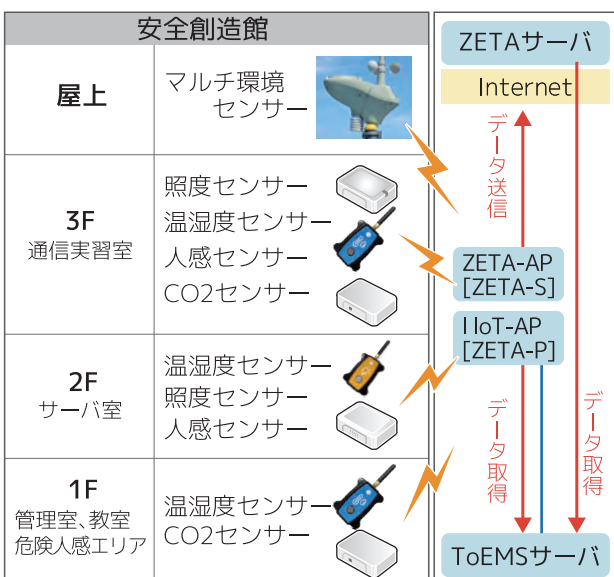 安全創造館
屋上
マルチ環境
センサー
3F
通信実習室
照度センサー
温湿度センサー
人感センサー
CO2センサー
2F
サーバ室
温湿度センサー
照度センサー
人感センサー
1F
管理室、教室
危険人感エリア
温湿度センサー
CO2センサー
ZETAサーバ
Internet
データ送信
ZETA-AP
[ZETA-S]
IIoT-AP
[ZETA-P]
データ取得
データ取得
ToEMSサーバ